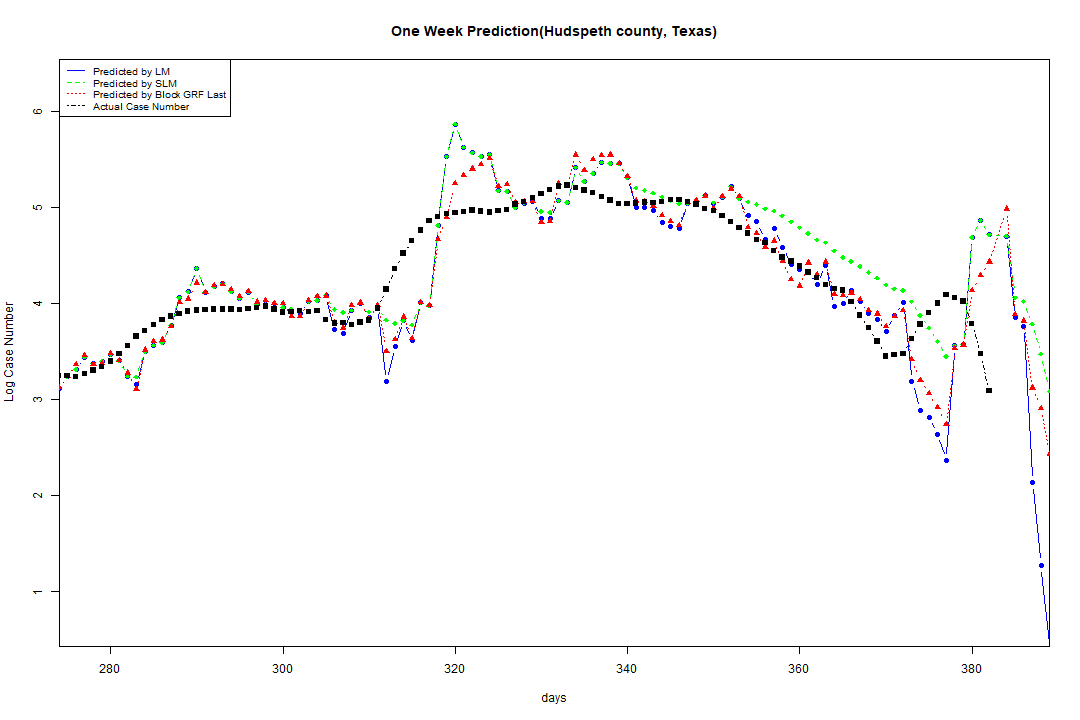 One Week Prediction(Hudspeth county, Texas)
Predicted by LM
Predicted by SLM
Predicted by Block GRF Last
Actual Case Number
Log Case Number
6
5
4
3
2
1
280 300 320 340 360 380
days